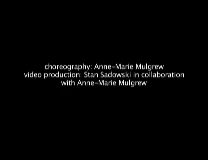 choreography: Anne-Marie Mulgrew
video production: Stan Sadowski in collaboration
with Anne-Marie Mulgrew